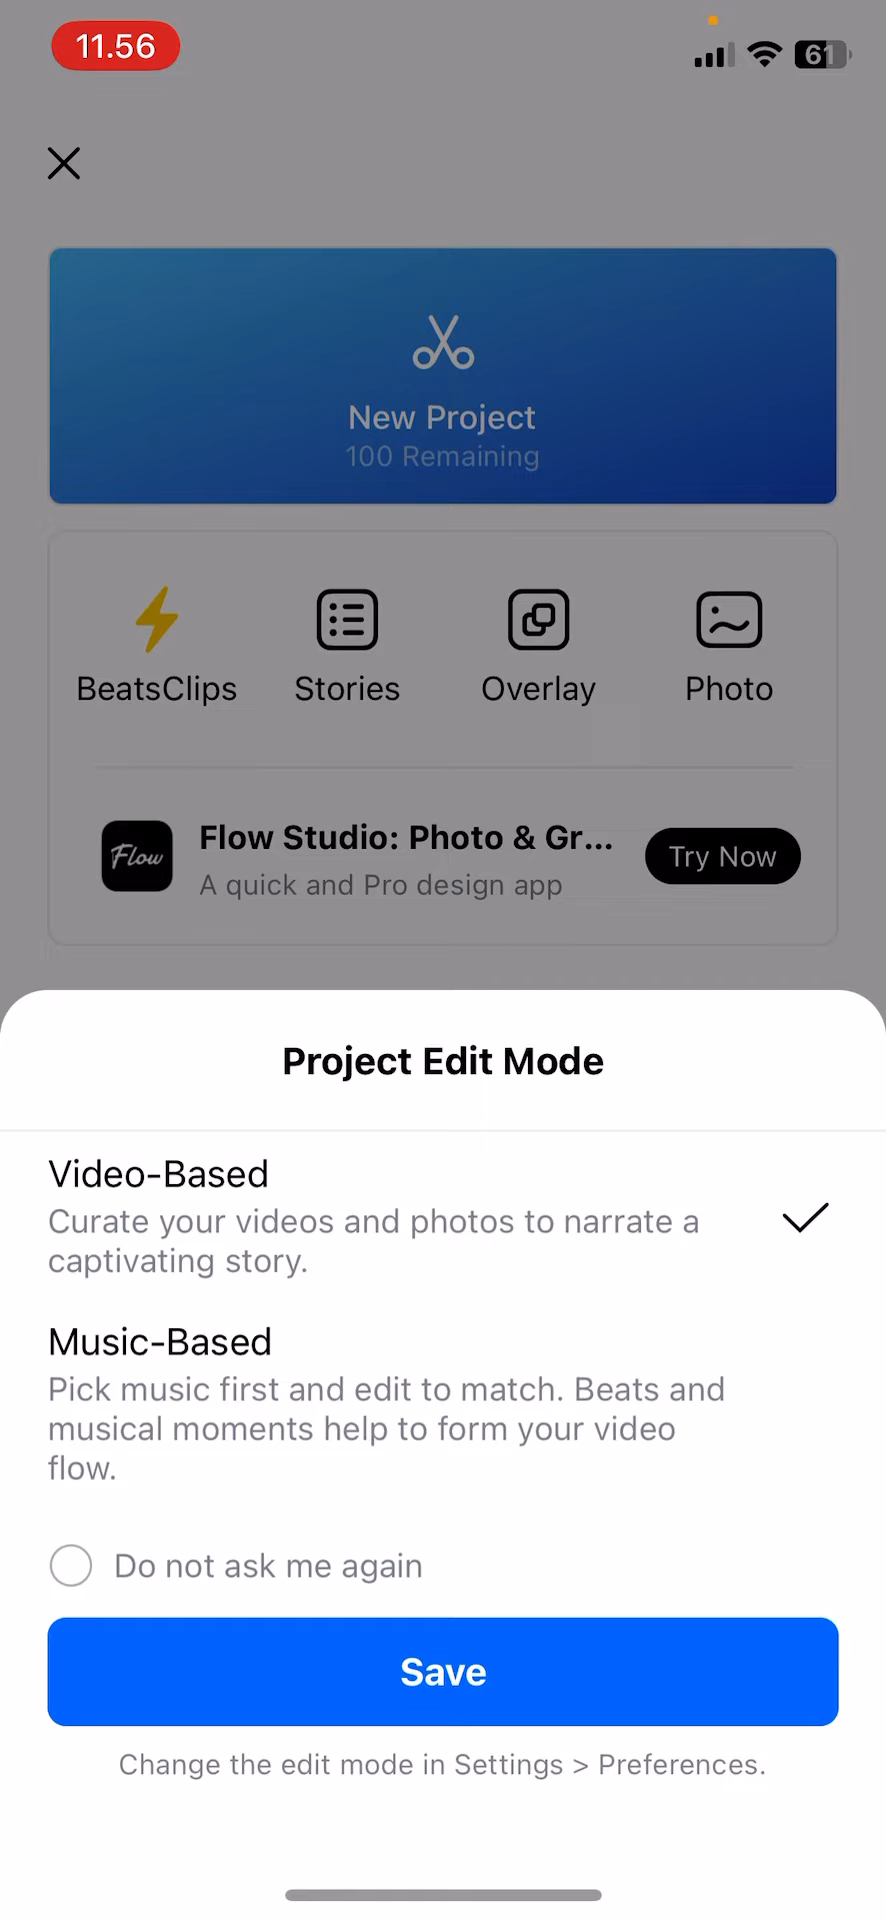 11.56
61
New Project
100 Remaining
BeatsClips
Stories
Overlay
Photo
Flow
Flow Studio: Photo & Gr...
A quick and Pro design app
Try Now
Project Edit Mode
Video-Based
Curate your videos and photos to narrate a
captivating story.
Music-Based
Pick music first and edit to match. Beats and
musical moments help to form your video
flow.
Do not ask me again
Save
Change the edit mode in Settings > Preferences.